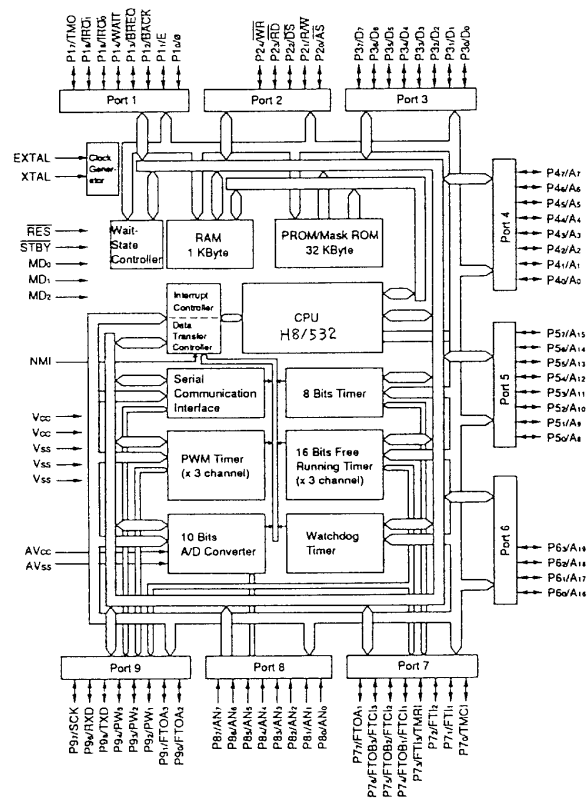 P1₇/TMO
P1₆/IRQ₁
P1₅/IRQ₀
P1₄/WAIT
P1₃/BREQ
P1₂/BACK
P1₁/E
P1₀/ø
P2₄/WR
P2₃/RD
P2₂/DS
P2₁/R/W
P2₀/AS
P3₇/D₇
P3₆/D₆
P3₅/D₅
P3₄/D₄
P3₃/D₃
P3₂/D₂
P3₁/D₁
P3₀/D₀
Port 1
Port 2
Port 3
EXTAL
XTAL
Clock
Gener-
ator
RES
STBY
MD₀
MD₁
MD₂
Wait-
State
Controller
RAM
1 KByte
PROM/Mask ROM
32 KByte
Port 4
P4₇/A₇
P4₆/A₆
P4₅/A₅
P4₄/A₄
P4₃/A₃
P4₂/A₂
P4₁/A₁
P4₀/A₀
Interrupt
Controller
Data
Transfer
Controller
CPU
H8/532
NMI
Port 5
P5₇/A₁₅
P5₆/A₁₄
P5₅/A₁₃
P5₄/A₁₂
P5₃/A₁₁
P5₂/A₁₀
P5₁/A₉
P5₀/A₈
Serial
Communication
Interface
8 Bits Timer
Vcc
Vcc
Vss
Vss
Vss
PWM Timer
(x 3 channel)
16 Bits Free
Running Timer
(x 3 channel)
10 Bits
A/D Converter
Watchdog
Timer
AVcc
AVss
Port 6
P6₃/A₁₉
P6₂/A₁₈
P6₁/A₁₇
P6₀/A₁₆
Port 9
Port 8
Port 7
P9₇/SCK
P9₆/RXD
P9₅/TXD
P9₄/PW₃
P9₃/PW₂
P9₂/PW₁
P9₁/FTOA₃
P9₀/FTOA₂
P8₇/AN₇
P8₆/AN₆
P8₅/AN₅
P8₄/AN₄
P8₃/AN₃
P8₂/AN₂
P8₁/AN₁
P8₀/AN₀
P7₇/FTOA₁
P7₆/FTOB₃/FTCI₃
P7₅/FTOB₂/FTCI₂
P7₄/FTOB₁/FTCI₁
P7₃/FTI₃/TMRI
P7₂/FTI₂
P7₁/FTI₁
P7₀/TMCI